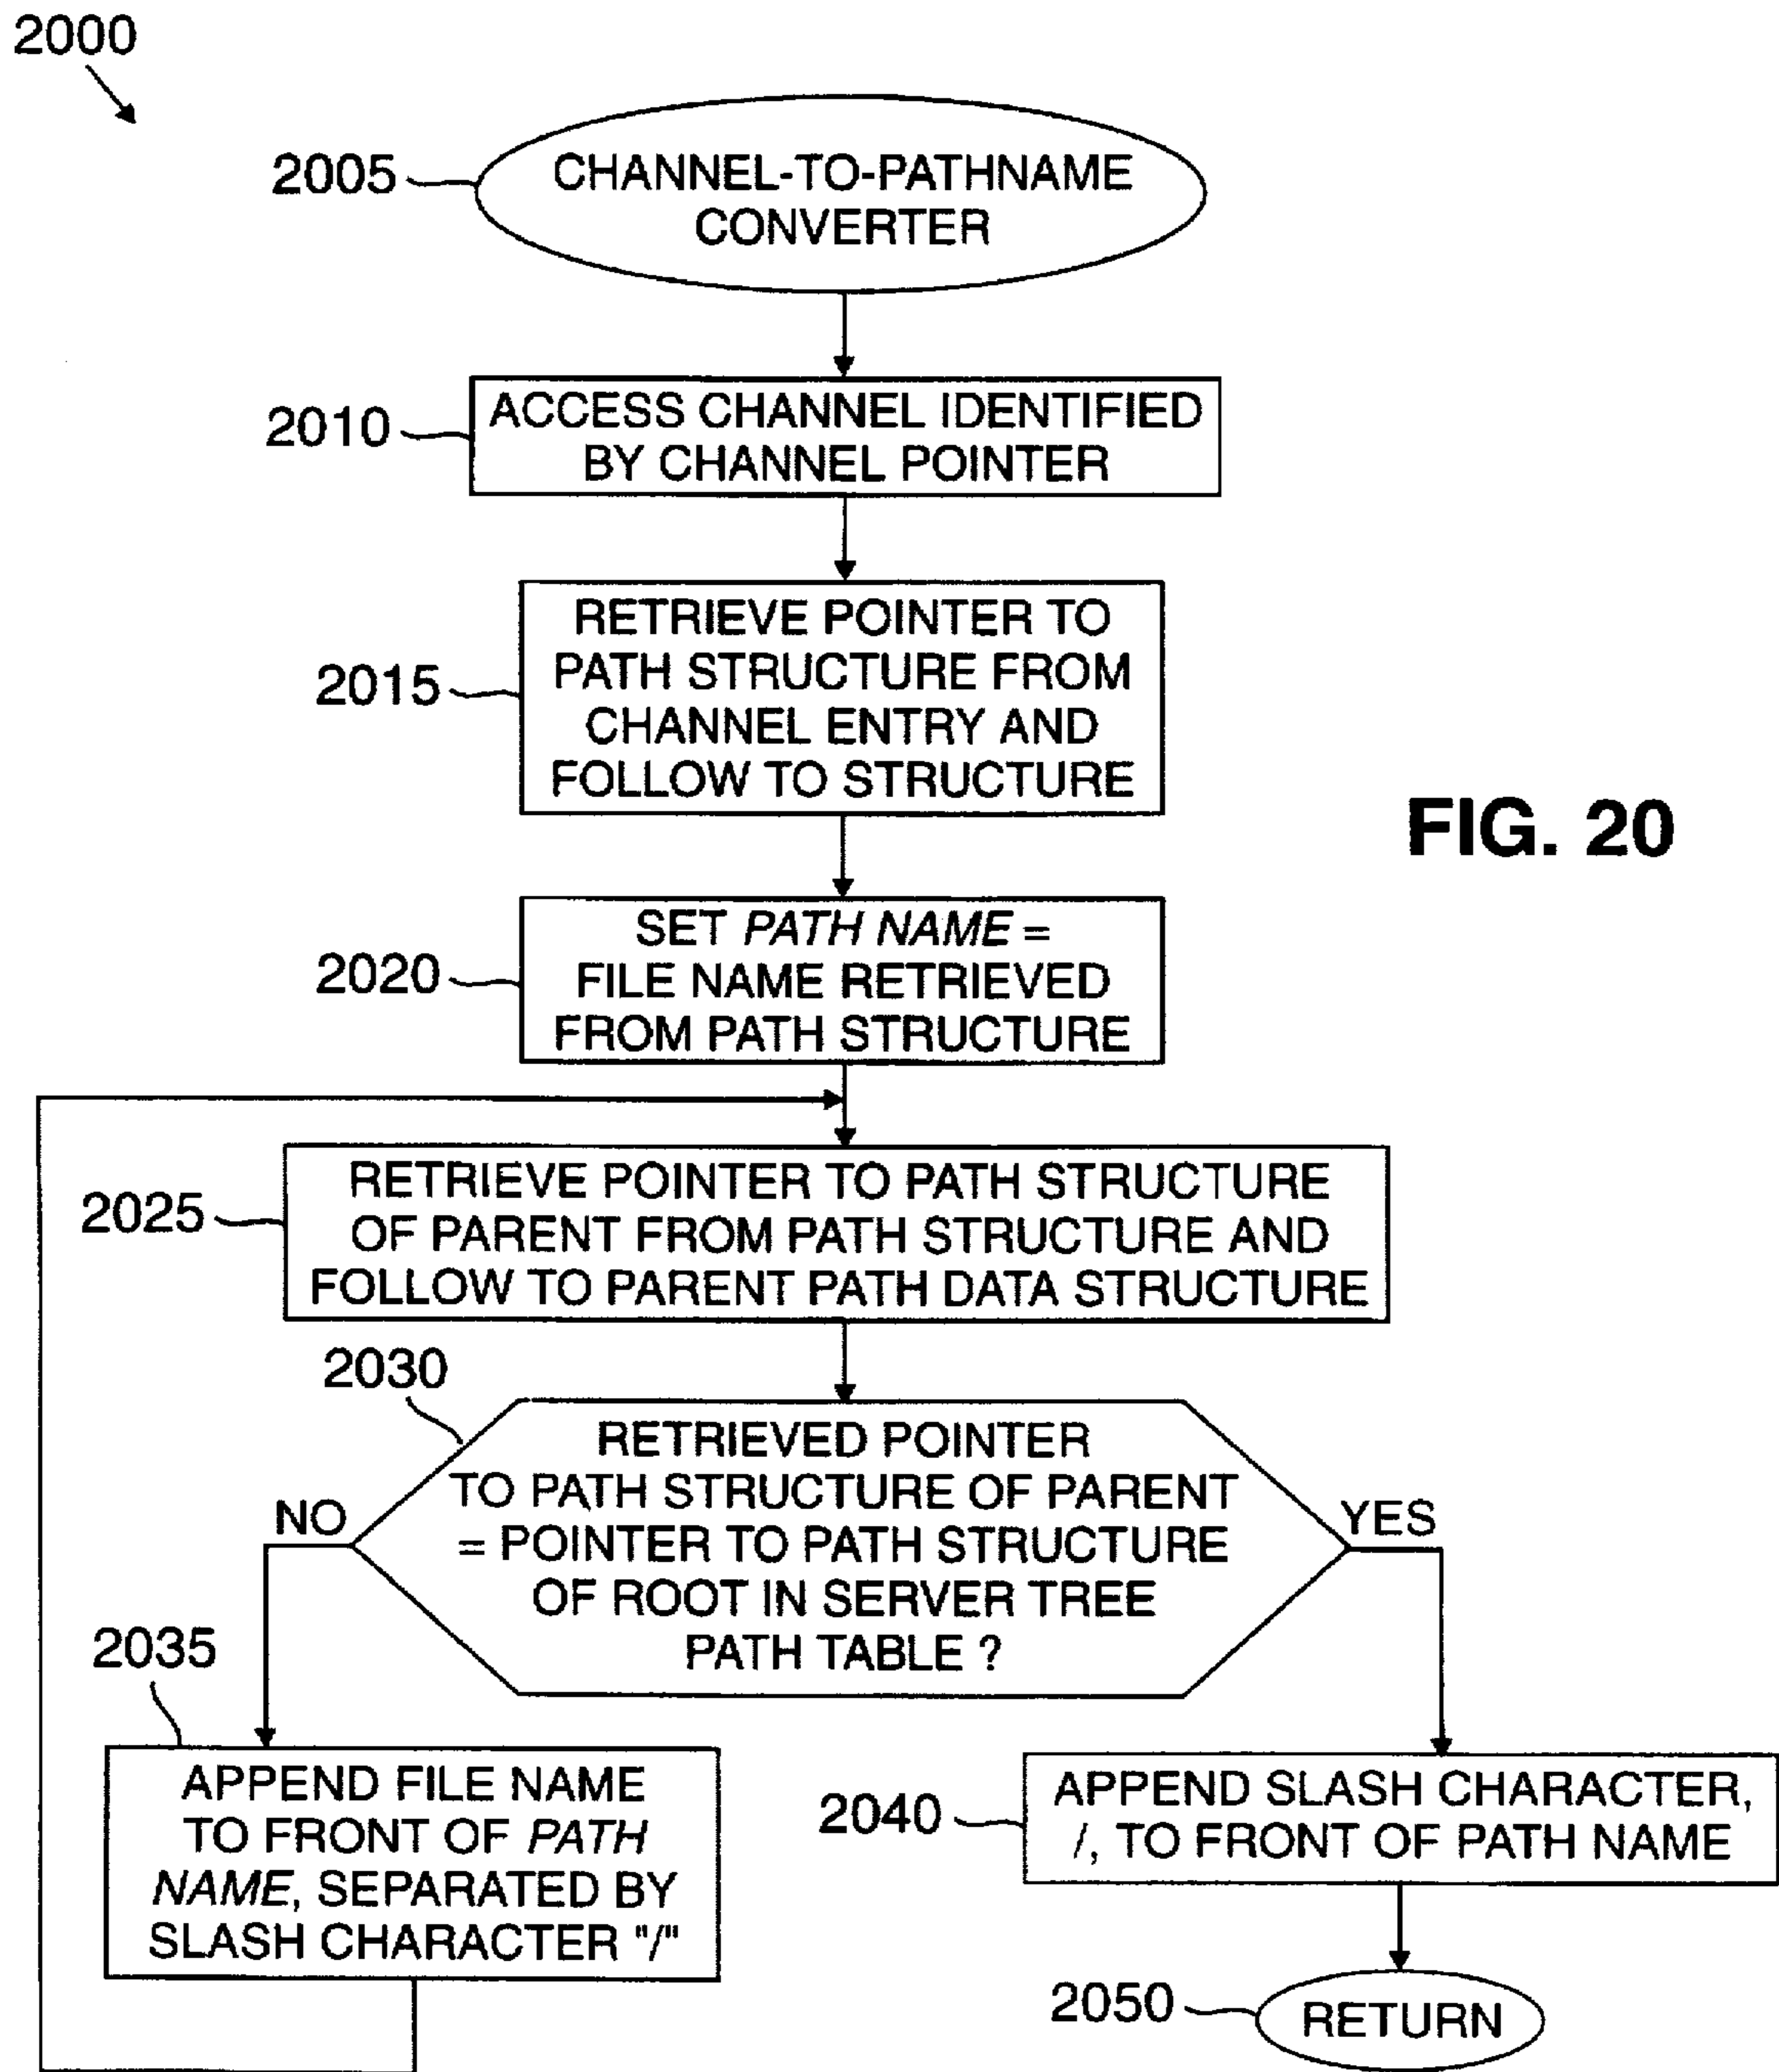 2000
2005
CHANNEL-TO-PATHNAME
CONVERTER
2010
ACCESS CHANNEL IDENTIFIED
BY CHANNEL POINTER
2015
RETRIEVE POINTER TO
PATH STRUCTURE FROM
CHANNEL ENTRY AND
FOLLOW TO STRUCTURE
FIG. 20
2020
SET PATH NAME =
FILE NAME RETRIEVED
FROM PATH STRUCTURE
2025
RETRIEVE POINTER TO PATH STRUCTURE
OF PARENT FROM PATH STRUCTURE AND
FOLLOW TO PARENT PATH DATA STRUCTURE
2030
RETRIEVED POINTER
TO PATH STRUCTURE OF PARENT
= POINTER TO PATH STRUCTURE
OF ROOT IN SERVER TREE
PATH TABLE ?
NO
YES
2035
APPEND FILE NAME
TO FRONT OF PATH
NAME, SEPARATED BY
SLASH CHARACTER "/"
2040
APPEND SLASH CHARACTER,
/, TO FRONT OF PATH NAME
2050
RETURN